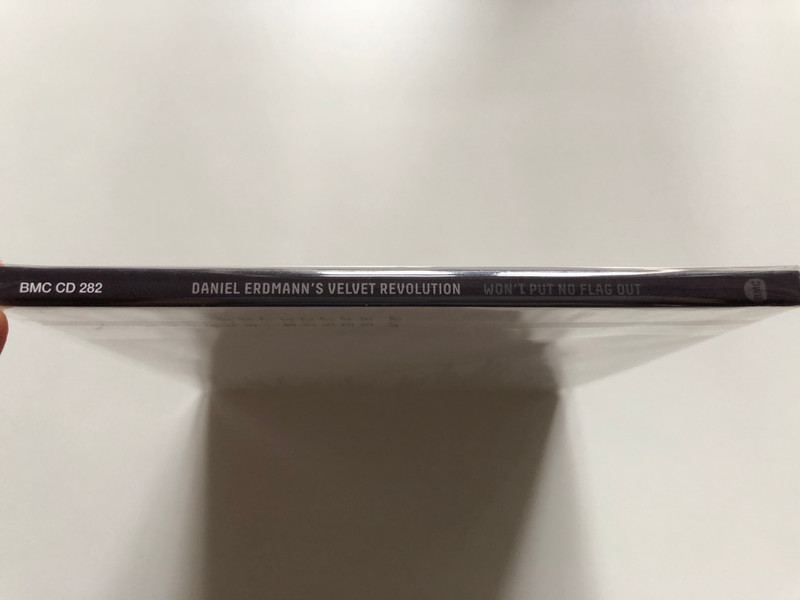 BMC CD 282 DANIEL ERDMANN'S VELVET REVOLUTION WON'T PUT NO FLAG OUT